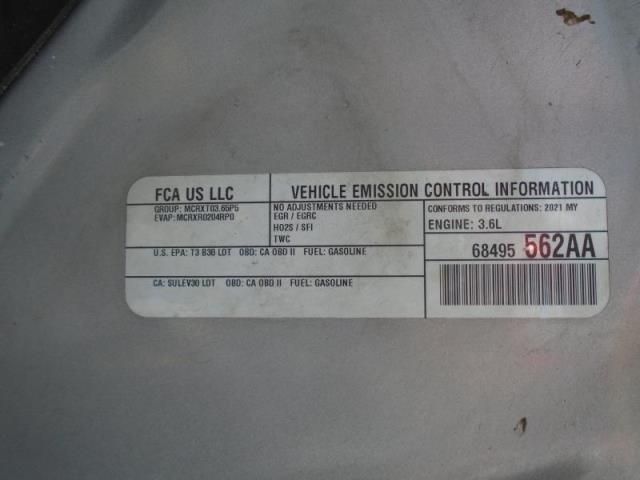 FCA US LLC
GROUP: MCRXT03.65P5
EVAP: MCRXR0204RP0
VEHICLE EMISSION CONTROL INFORMATION
NO ADJUSTMENTS NEEDED
EGR / EGRC
HO2S / SFI
TWC
CONFORMS TO REGULATIONS: 2021 MY
ENGINE: 3.6L
68495 562AA
U.S. EPA: T3 B30 LDT OBD: CA OBD II FUEL: GASOLINE
CA: SULEV30 LDT OBD: CA OBD II FUEL: GASOLINE